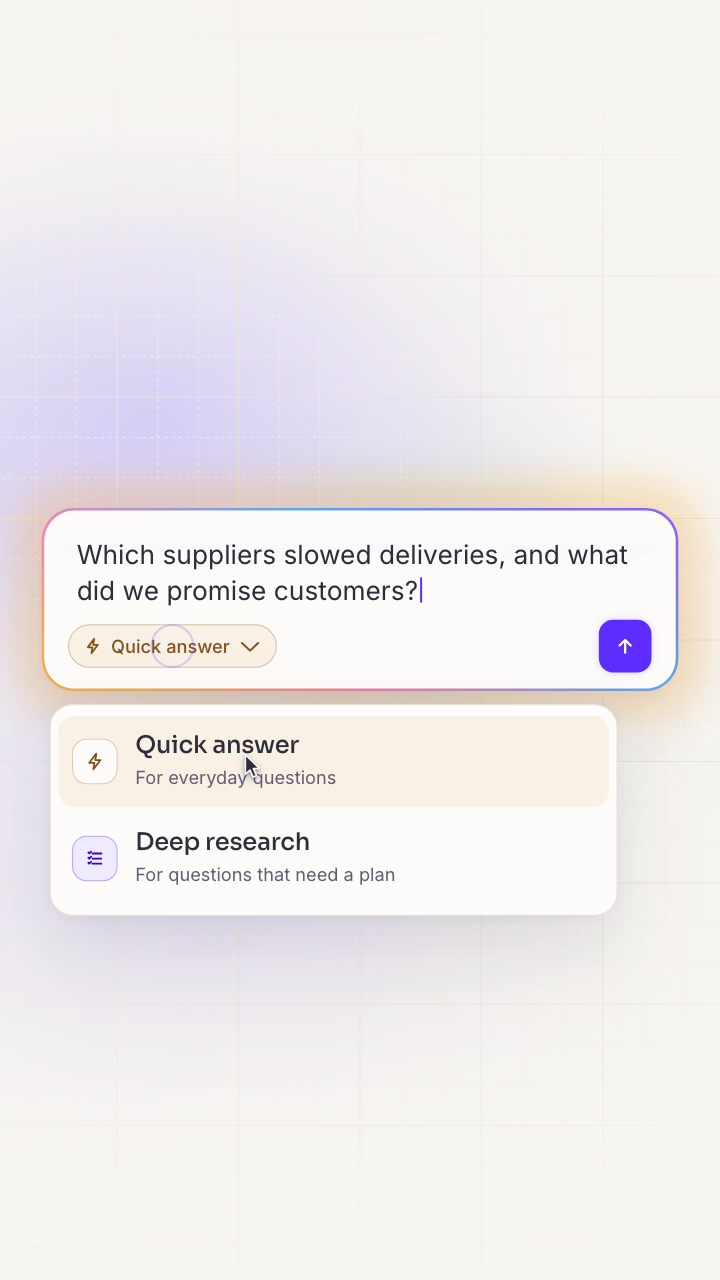 Which suppliers slowed deliveries, and what
did we promise customers?
Quick answer
Quick answer
For everyday questions
Deep research
For questions that need a plan